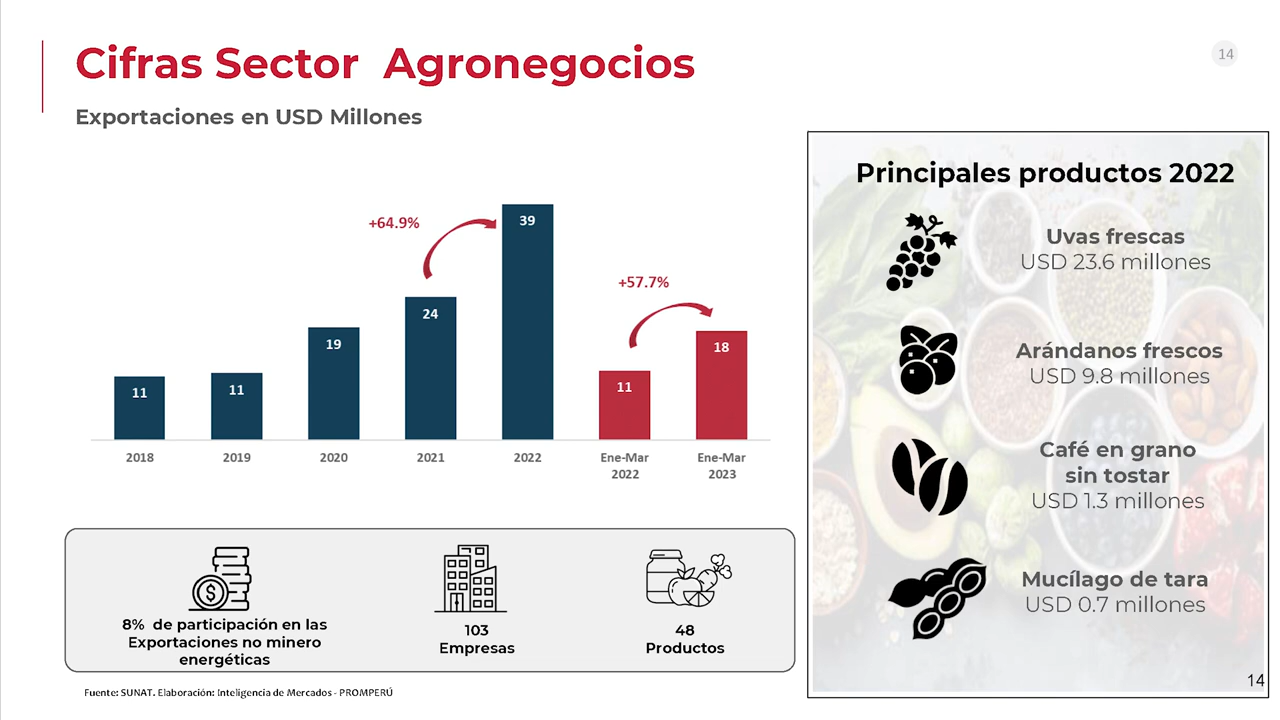 Cifras Sector Agronegocios
14
Exportaciones en USD Millones
+64.9%
+57.7%
11
11
19
24
39
11
18
2018
2019
2020
2021
2022
Ene-Mar
2022
Ene-Mar
2023
8% de participación en las
Exportaciones no minero
energéticas
103
Empresas
48
Productos
Fuente: SUNAT. Elaboración: Inteligencia de Mercados - PROMPERÚ
Principales productos 2022
Uvas frescas
USD 23.6 millones
Arándanos frescos
USD 9.8 millones
Café en grano
sin tostar
USD 1.3 millones
Mucílago de tara
USD 0.7 millones
14